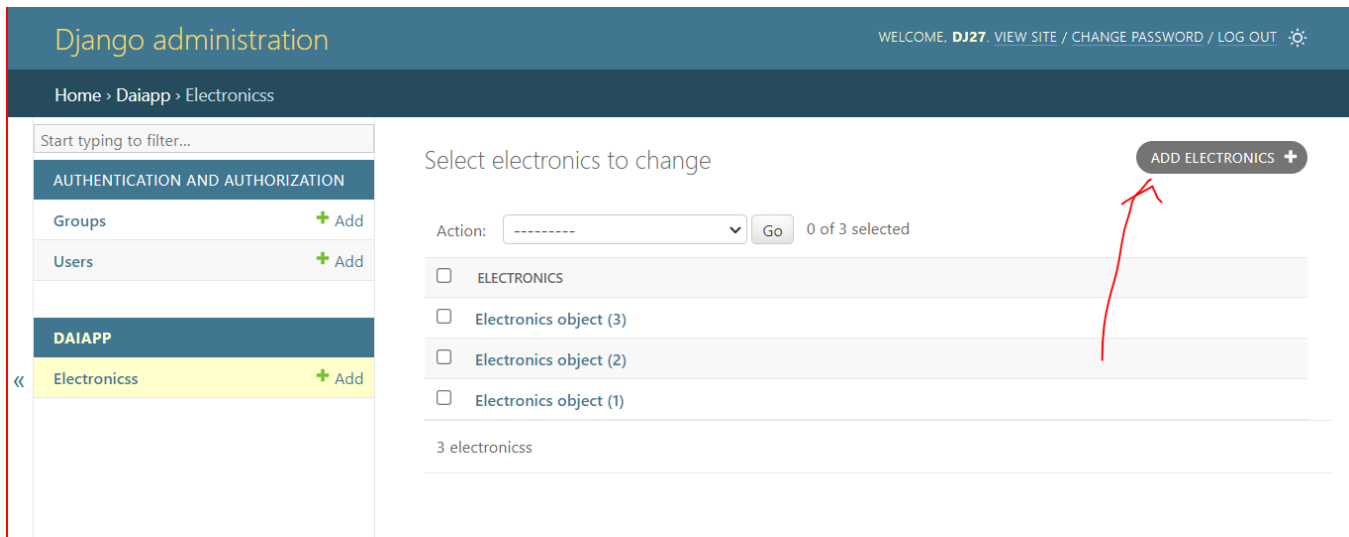 Django administration
WELCOME, DJ27. VIEW SITE / CHANGE PASSWORD / LOG OUT
Home › Daiapp › Electronicss
Start typing to filter...
AUTHENTICATION AND AUTHORIZATION
Groups + Add
Users + Add
DAIAPP
« Electronicss + Add
Select electronics to change
ADD ELECTRONICS +
Action: --------- Go 0 of 3 selected
ELECTRONICS
Electronics object (3)
Electronics object (2)
Electronics object (1)
3 electronicss